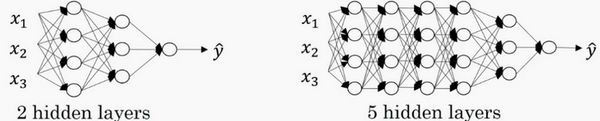 x₁
x₂
x₃
ŷ
2 hidden layers
x₁
x₂
x₃
ŷ
5 hidden layers